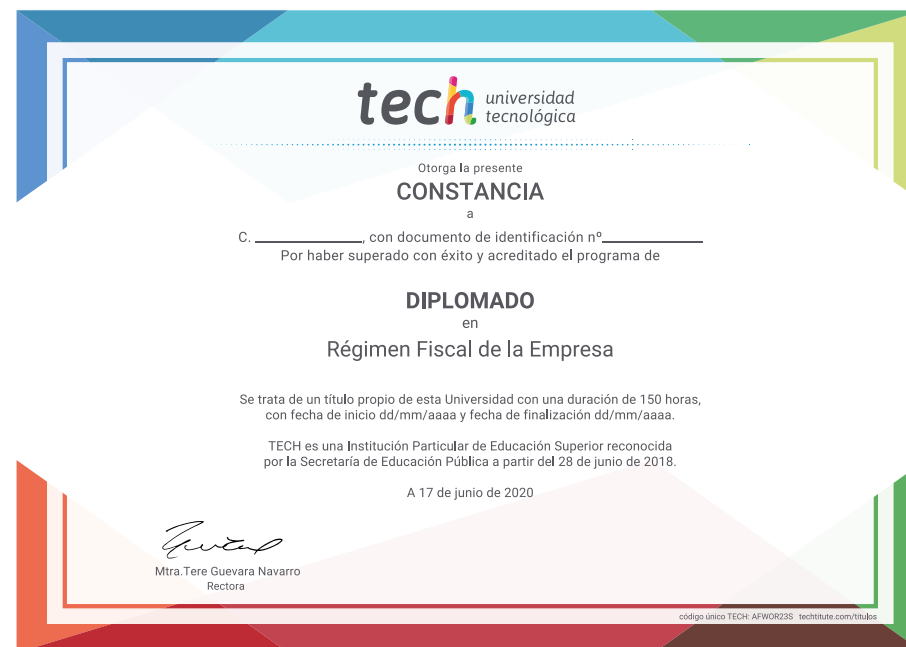 tech universidad
tecnológica
Otorga la presente
CONSTANCIA
a
C. ____________, con documento de identificación nº____________
Por haber superado con éxito y acreditado el programa de
DIPLOMADO
en
Régimen Fiscal de la Empresa
Se trata de un título propio de esta Universidad con una duración de 150 horas,
con fecha de inicio dd/mm/aaaa y fecha de finalización dd/mm/aaaa.
TECH es una Institución Particular de Educación Superior reconocida
por la Secretaría de Educación Pública a partir del 28 de junio de 2018.
A 17 de junio de 2020
Mtra.Tere Guevara Navarro
Rectora
código único TECH: AFWOR23S techtitute.com/titulos